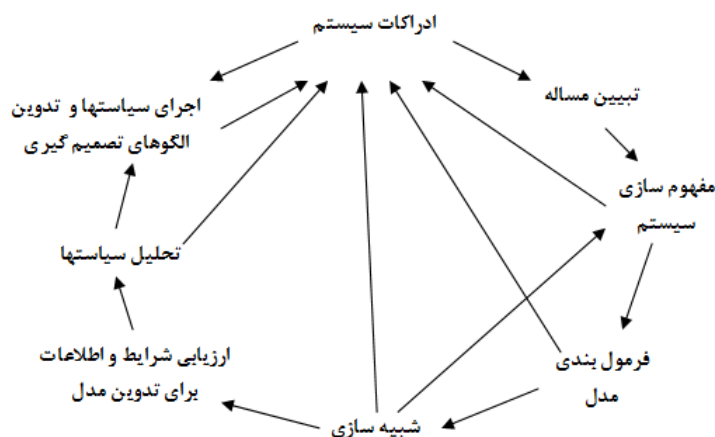 ادراکات سیستم
تبیین مساله
مفهوم سازی
سیستم
فرمول بندی
مدل
شبیه سازی
ارزیابی شرایط و اطلاعات
برای تدوین مدل
تحلیل سیاستها
اجرای سیاستها و تدوین
الگوهای تصمیم گیری